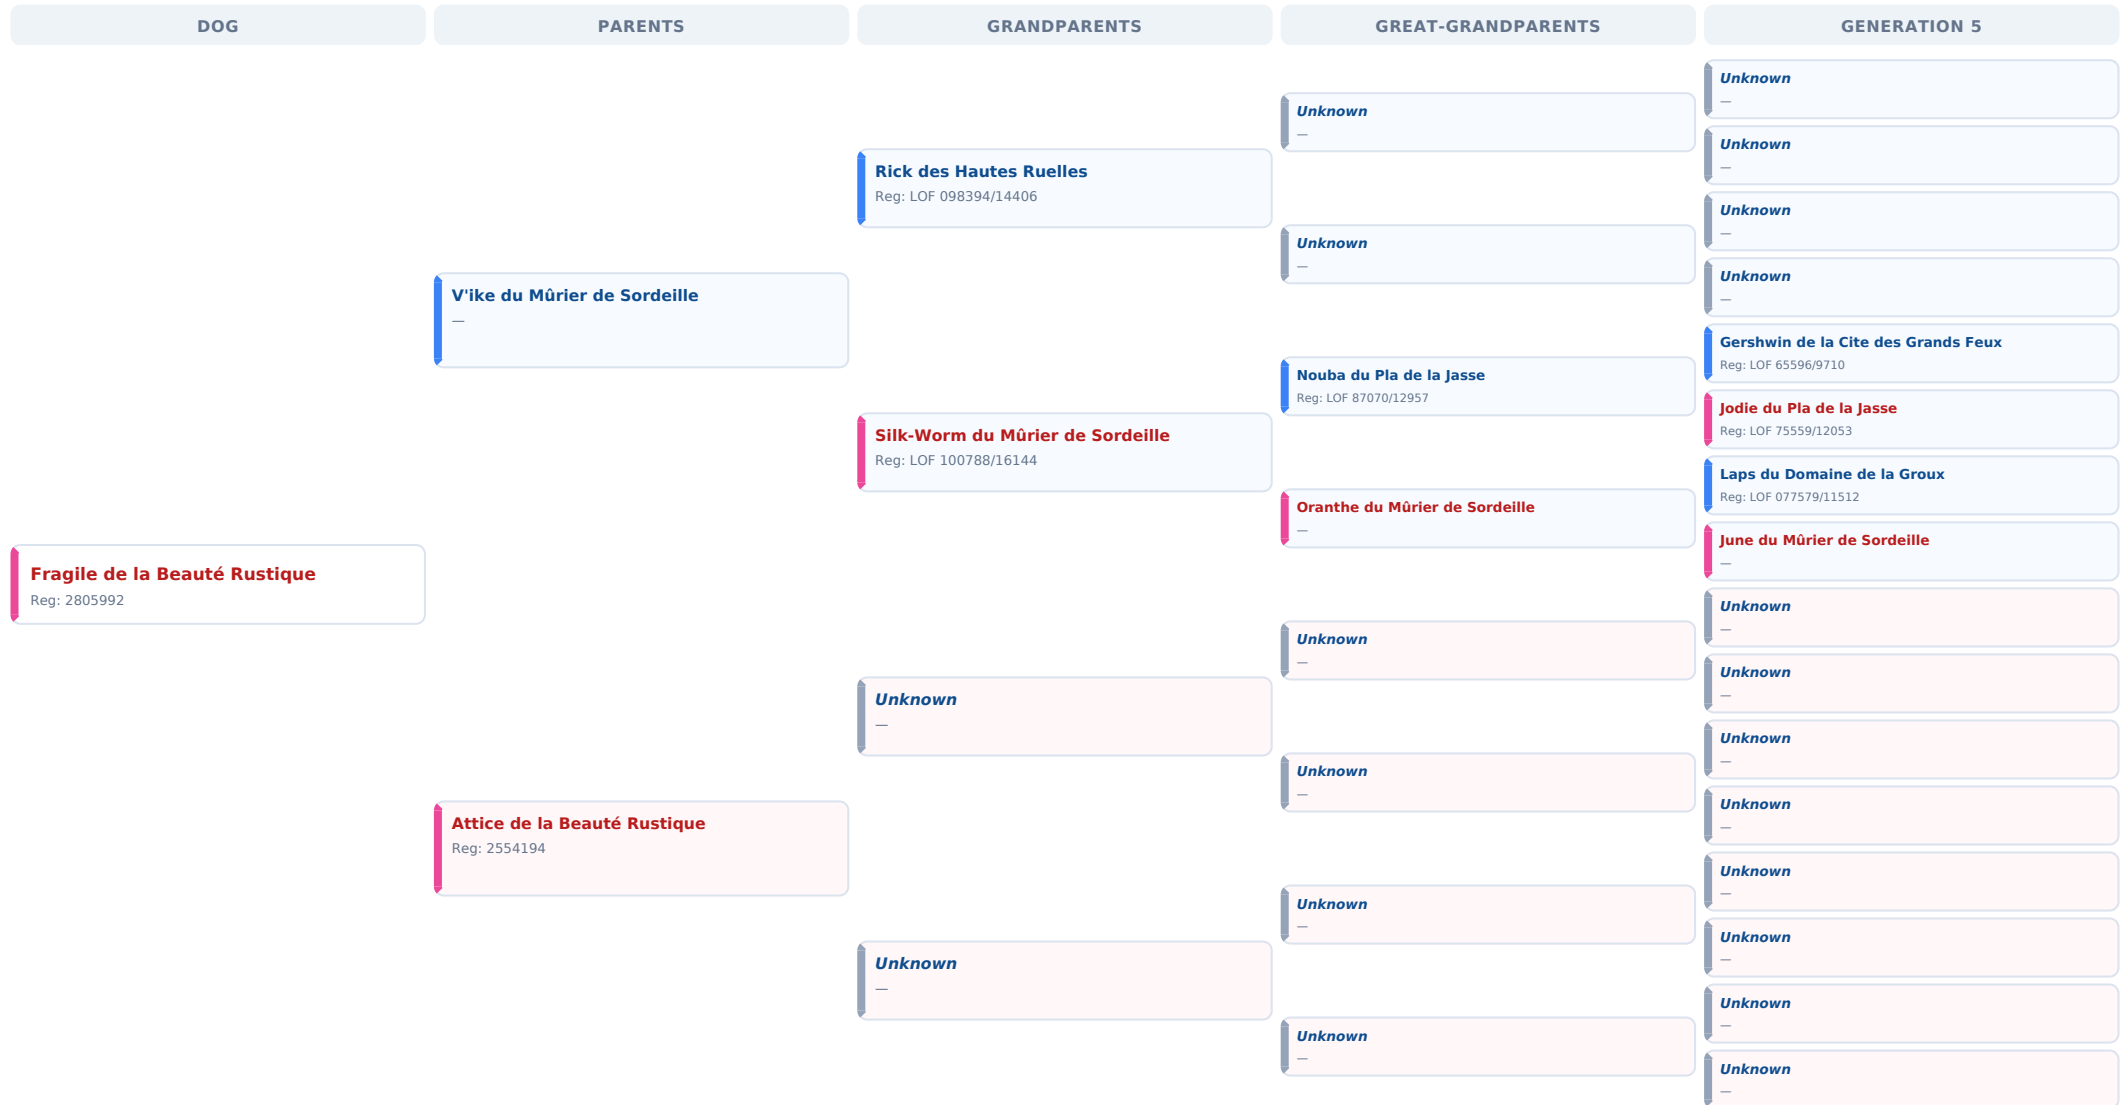 DOG
PARENTS
GRANDPARENTS
GREAT-GRANDPARENTS
GENERATION 5
Fragile de la Beauté Rustique
Reg: 2805992
V'ike du Mûrier de Sordeille
—
Attice de la Beauté Rustique
Reg: 2554194
Rick des Hautes Ruelles
Reg: LOF 098394/14406
Silk-Worm du Mûrier de Sordeille
Reg: LOF 100788/16144
Unknown
—
Unknown
—
Unknown
—
Unknown
—
Nouba du Pla de la Jasse
Reg: LOF 87070/12957
Oranthe du Mûrier de Sordeille
—
Unknown
—
Unknown
—
Unknown
—
Unknown
—
Unknown
—
Unknown
—
Unknown
—
Unknown
—
Gershwin de la Cite des Grands Feux
Reg: LOF 65596/9710
Jodie du Pla de la Jasse
Reg: LOF 75559/12053
Laps du Domaine de la Groux
Reg: LOF 077579/11512
June du Mûrier de Sordeille
—
Unknown
—
Unknown
—
Unknown
—
Unknown
—
Unknown
—
Unknown
—
Unknown
—
Unknown
—